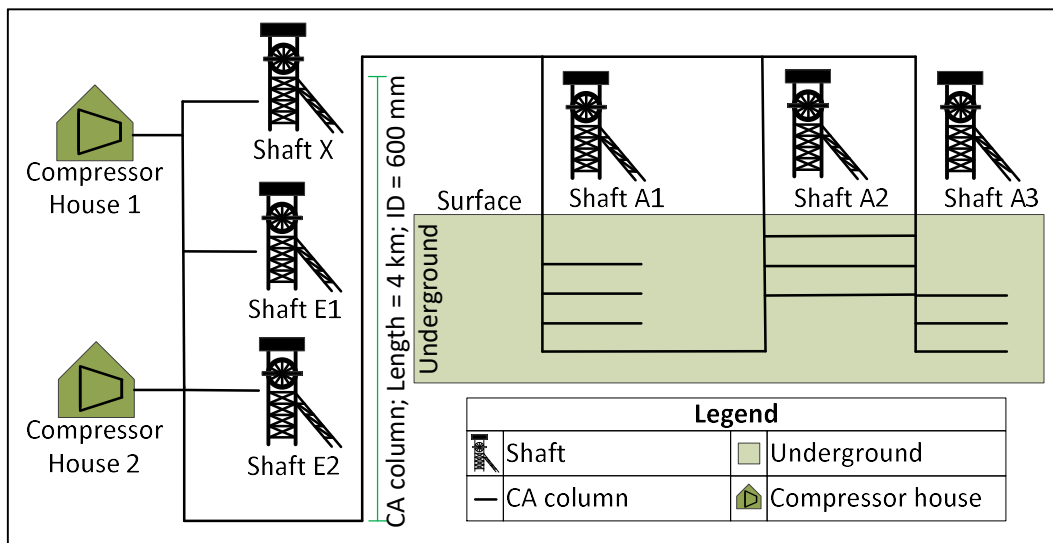 Shaft X
Compressor
House 1
Shaft E1
Compressor
House 2
Shaft E2
CA column; Length = 4 km; ID = 600 mm
Surface
Underground
Shaft A1
Shaft A2
Shaft A3
Legend
Shaft
Underground
CA column
Compressor house